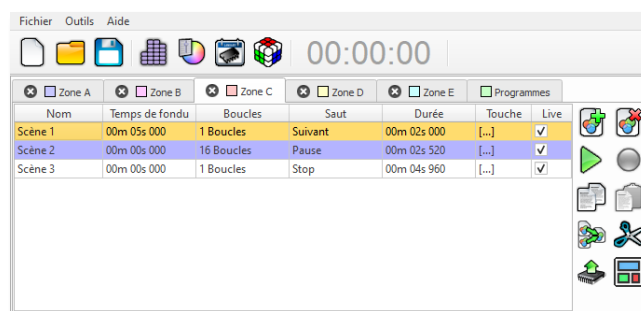 Fichier Outils Aide
00:00:00
Zone A Zone B Zone C Zone D Zone E Programmes
Nom Temps de fondu Boucles Saut Durée Touche Live
Scène 1 00m 05s 000 1 Boucles Suivant 00m 02s 000 [...]
Scène 2 00m 00s 000 16 Boucles Pause 00m 02s 520 [...]
Scène 3 00m 00s 000 1 Boucles Stop 00m 04s 960 [...]